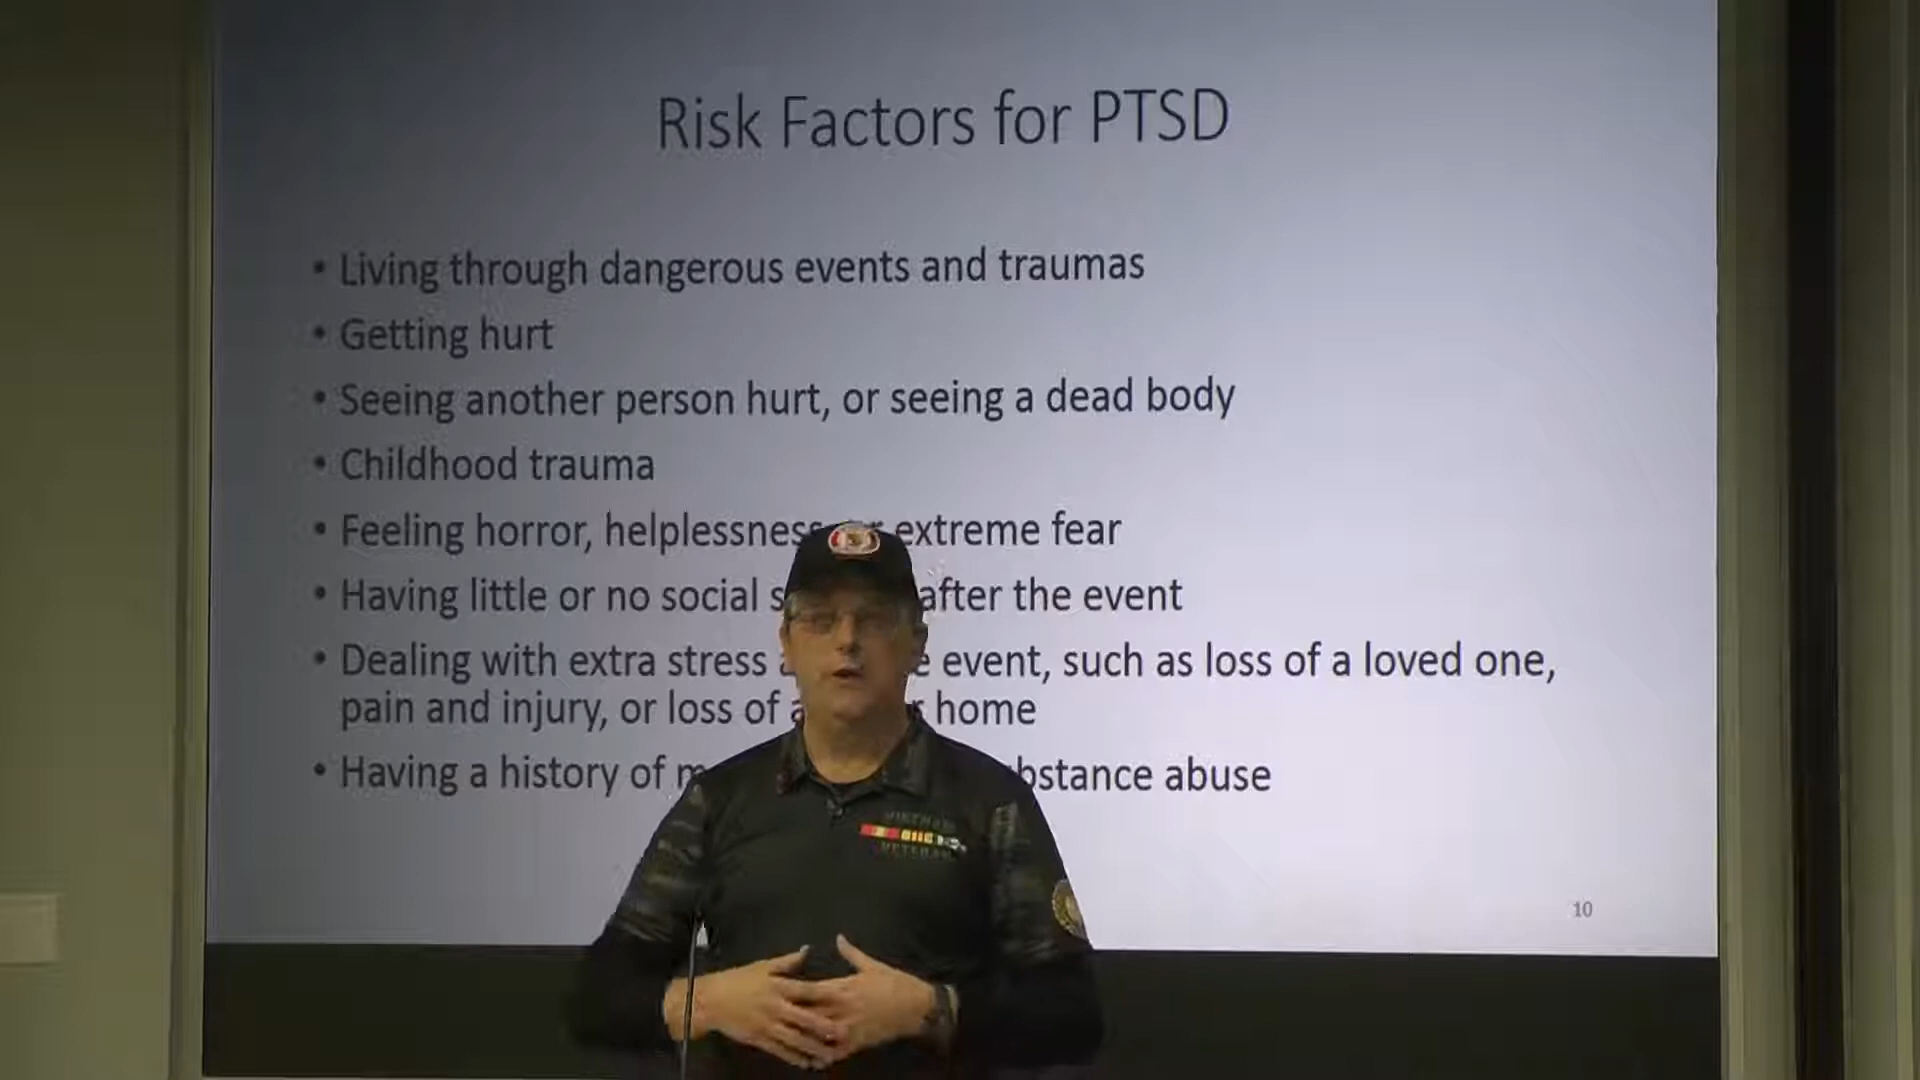 Risk Factors for PTSD
• Living through dangerous events and traumas
• Getting hurt
• Seeing another person hurt, or seeing a dead body
• Childhood trauma
• Feeling horror, helplessness extreme fear
• Having little or no social after the event
• Dealing with extra stress event, such as loss of a loved one,
pain and injury, or loss of home
• Having a history of abuse
VIETNAM
VETERAN
10